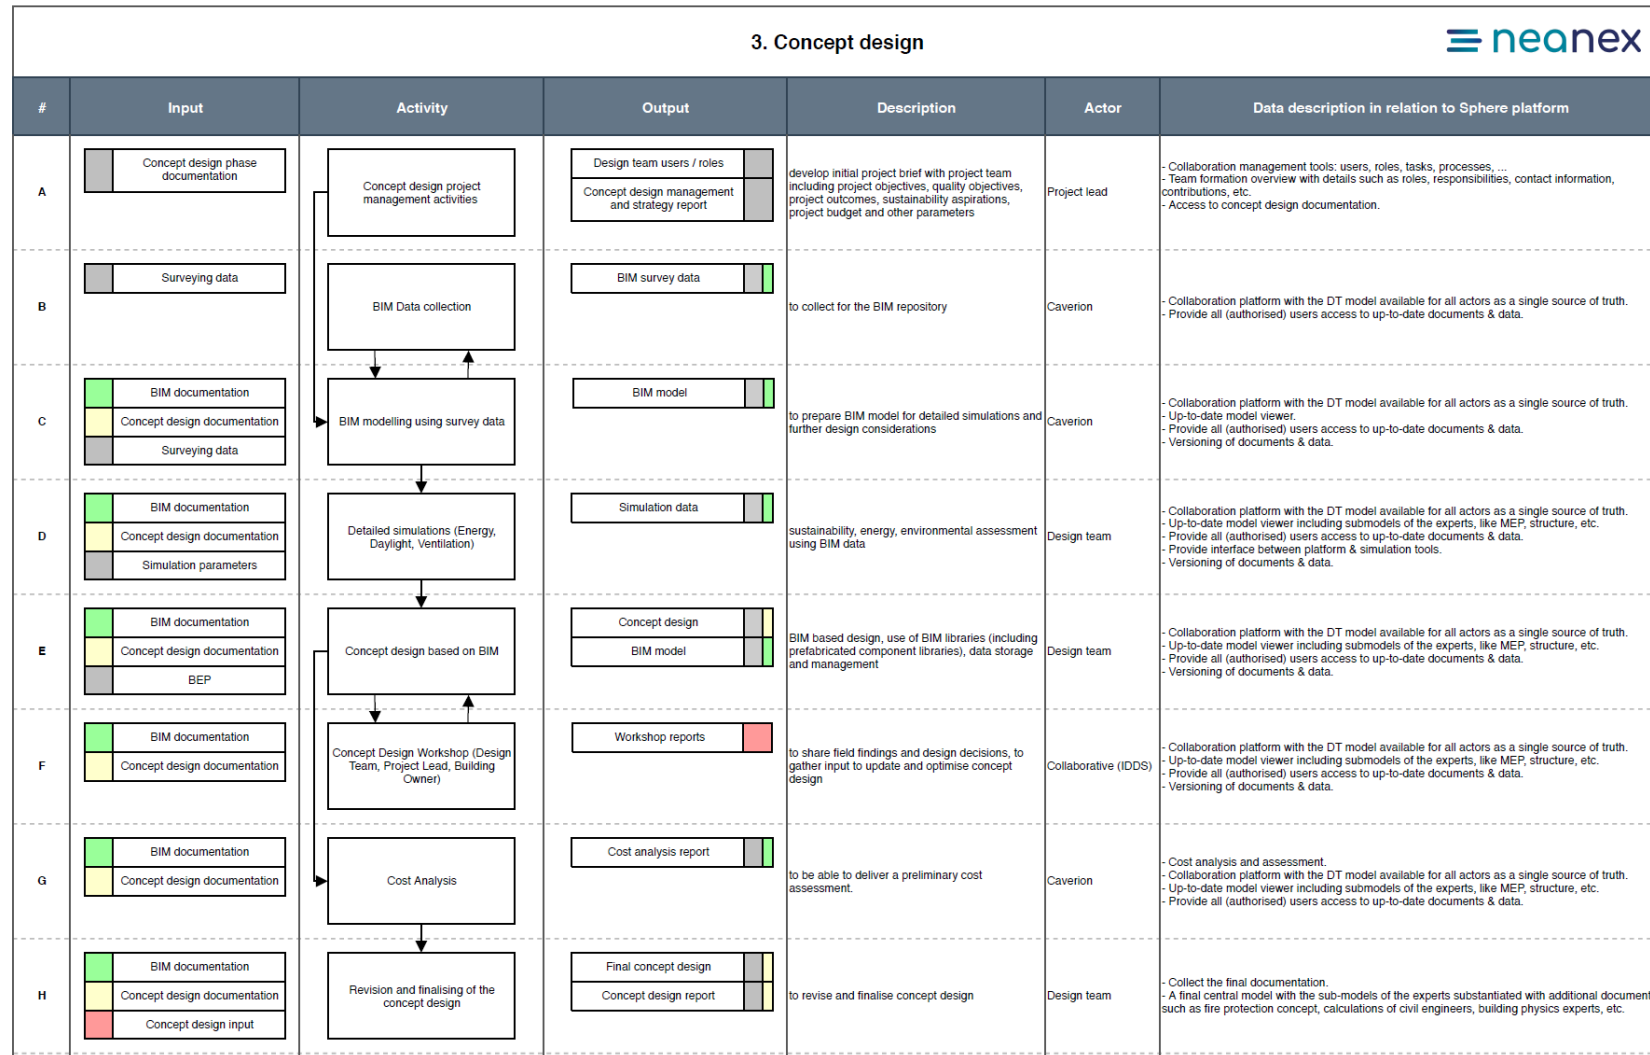 3. Concept design
neanex
#
Input
Activity
Output
Description
Actor
Data description in relation to Sphere platform
A
Concept design phase
documentation
Concept design project
management activities
Design team users / roles
Concept design management
and strategy report
develop initial project brief with project team
including project objectives, quality objectives,
project outcomes, sustainability aspirations,
project budget and other parameters
Project lead
- Collaboration management tools: users, roles, tasks, processes, ...
- Team formation overview with details such as roles, responsibilities, contact information,
contributions, etc.
- Access to concept design documentation.
B
Surveying data
BIM Data collection
BIM survey data
to collect for the BIM repository
Caverion
- Collaboration platform with the DT model available for all actors as a single source of truth.
- Provide all (authorised) users access to up-to-date documents & data.
C
BIM documentation
Concept design documentation
Surveying data
BIM modelling using survey data
BIM model
to prepare BIM model for detailed simulations and
further design considerations
Caverion
- Collaboration platform with the DT model available for all actors as a single source of truth.
- Up-to-date model viewer.
- Provide all (authorised) users access to up-to-date documents & data.
- Versioning of documents & data.
D
BIM documentation
Concept design documentation
Simulation parameters
Detailed simulations (Energy,
Daylight, Ventilation)
Simulation data
sustainability, energy, environmental assessment
using BIM data
Design team
- Collaboration platform with the DT model available for all actors as a single source of truth.
- Up-to-date model viewer including submodels of the experts, like MEP, structure, etc.
- Provide all (authorised) users access to up-to-date documents & data.
- Provide interface between platform & simulation tools.
- Versioning of documents & data.
E
BIM documentation
Concept design documentation
BEP
Concept design based on BIM
Concept design
BIM model
BIM based design, use of BIM libraries (including
prefabricated component libraries), data storage
and management
Design team
- Collaboration platform with the DT model available for all actors as a single source of truth.
- Up-to-date model viewer including submodels of the experts, like MEP, structure, etc.
- Provide all (authorised) users access to up-to-date documents & data.
- Versioning of documents & data.
F
BIM documentation
Concept design documentation
Concept Design Workshop (Design
Team, Project Lead, Building
Owner)
Workshop reports
to share field findings and design decisions, to
gather input to update and optimise concept
design
Collaborative (IDDS)
- Collaboration platform with the DT model available for all actors as a single source of truth.
- Up-to-date model viewer including submodels of the experts, like MEP, structure, etc.
- Provide all (authorised) users access to up-to-date documents & data.
- Versioning of documents & data.
G
BIM documentation
Concept design documentation
Cost Analysis
Cost analysis report
to be able to deliver a preliminary cost
assessment.
Caverion
- Cost analysis and assessment.
- Collaboration platform with the DT model available for all actors as a single source of truth.
- Up-to-date model viewer including submodels of the experts, like MEP, structure, etc.
- Provide all (authorised) users access to up-to-date documents & data.
H
BIM documentation
Concept design documentation
Concept design input
Revision and finalising of the
concept design
Final concept design
Concept design report
to revise and finalise concept design
Design team
- Collect the final documentation.
- A final central model with the sub-models of the experts substantiated with additional document
such as fire protection concept, calculations of civil engineers, building physics experts, etc.